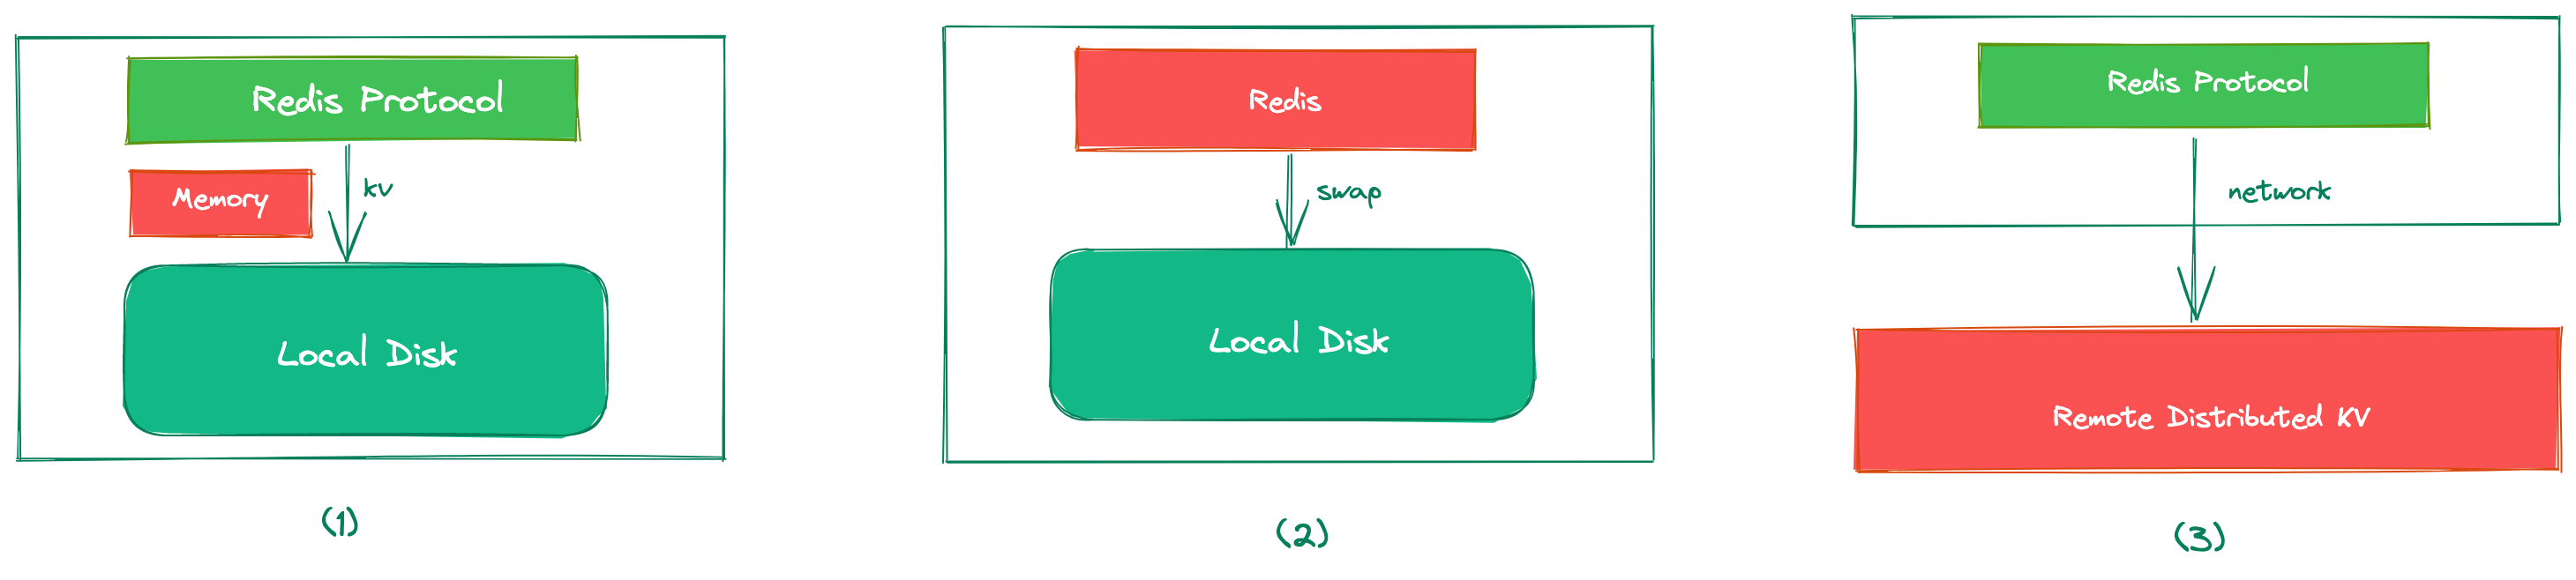 Redis Protocol
Memory
kv
Local Disk
(1)
Redis
swap
Local Disk
(2)
Redis Protocol
network
Remote Distributed KV
(3)